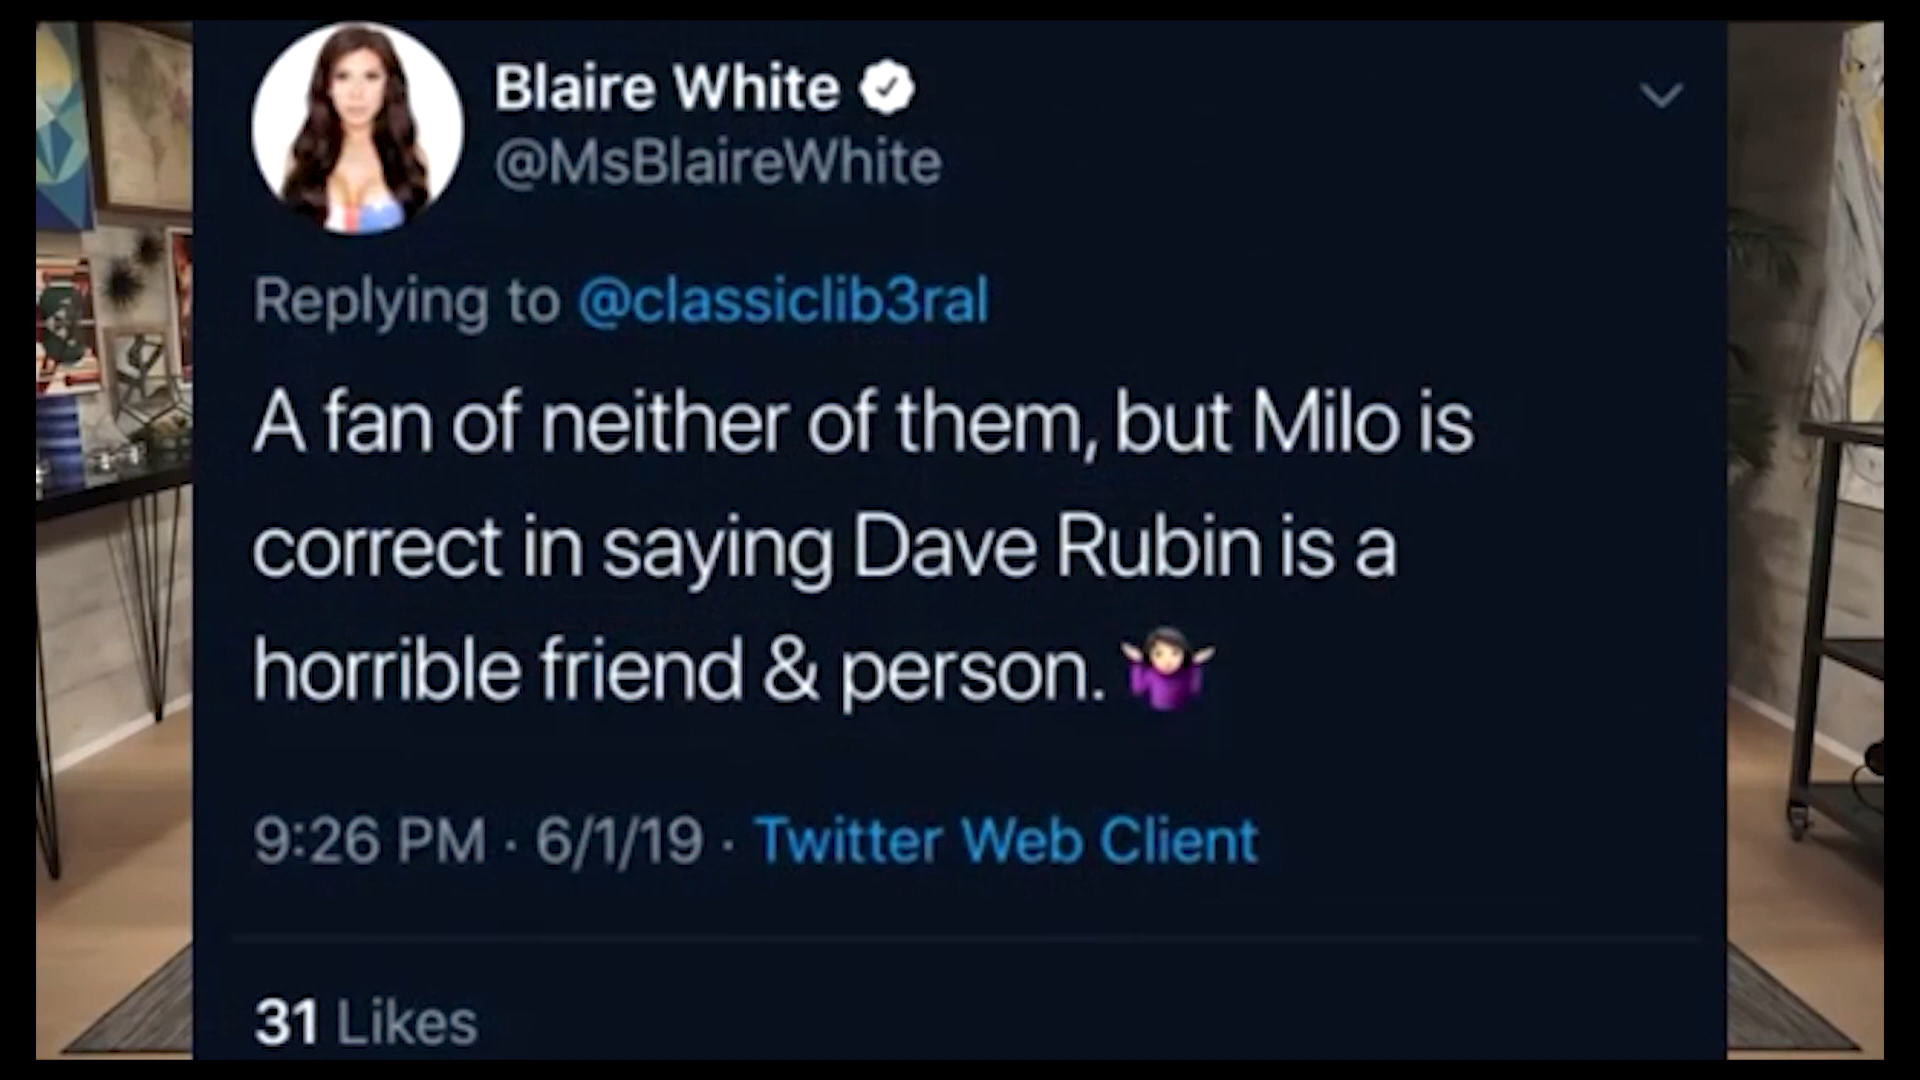 Blaire White
@MsBlaireWhite
Replying to @classiclib3ral
A fan of neither of them, but Milo is
correct in saying Dave Rubin is a
horrible friend & person. 🤷🏻‍♀️
9:26 PM · 6/1/19 · Twitter Web Client
31 Likes